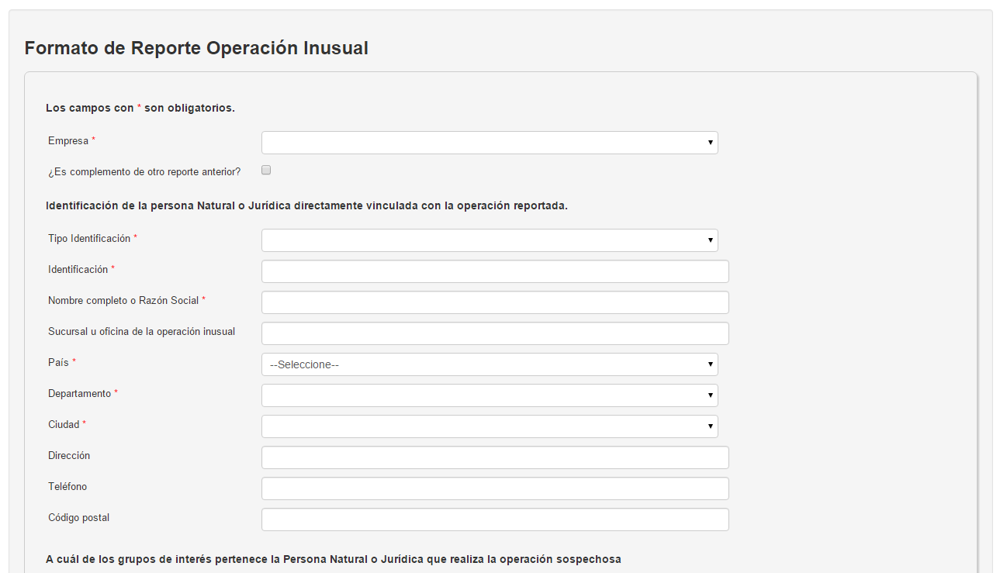 Formato de Reporte Operación Inusual
Los campos con * son obligatorios.
Empresa *
¿Es complemento de otro reporte anterior?
Identificación de la persona Natural o Jurídica directamente vinculada con la operación reportada.
Tipo Identificación *
Identificación *
Nombre completo o Razón Social *
Sucursal u oficina de la operación inusual
País * --Seleccione--
Departamento *
Ciudad *
Dirección
Teléfono
Código postal
A cuál de los grupos de interés pertenece la Persona Natural o Jurídica que realiza la operación sospechosa